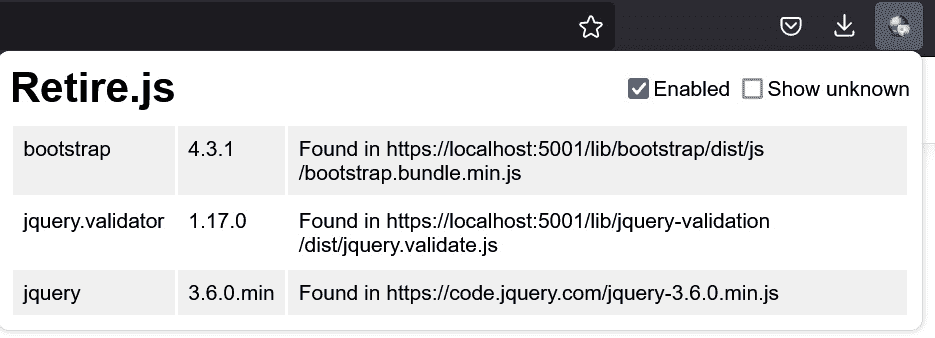 Retire.js
Enabled
Show unknown
bootstrap 4.3.1 Found in https://localhost:5001/lib/bootstrap/dist/js
/bootstrap.bundle.min.js
jquery.validator 1.17.0 Found in https://localhost:5001/lib/jquery-validation
/dist/jquery.validate.js
jquery 3.6.0.min Found in https://code.jquery.com/jquery-3.6.0.min.js